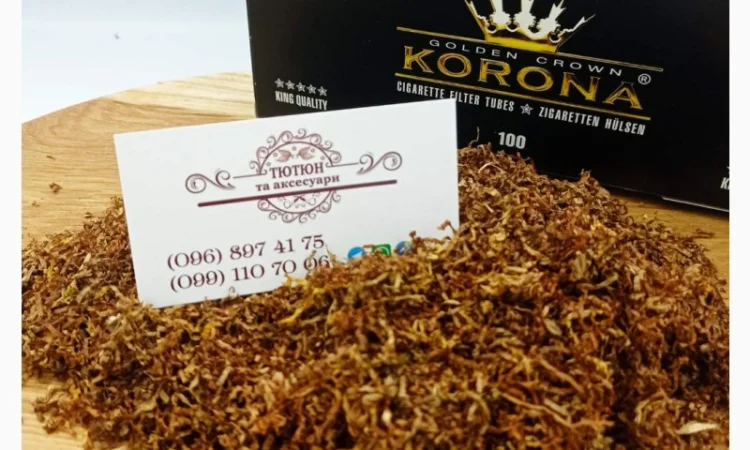 GOLDEN CROWN
KORONA®
CIGARETTE FILTER TUBES ★ ZIGARETTEN HÜLSEN
★★★★★
KING QUALITY
100
ТЮТЮН
та аксесуари
(096) 897 41 75
(099) 110 70 06